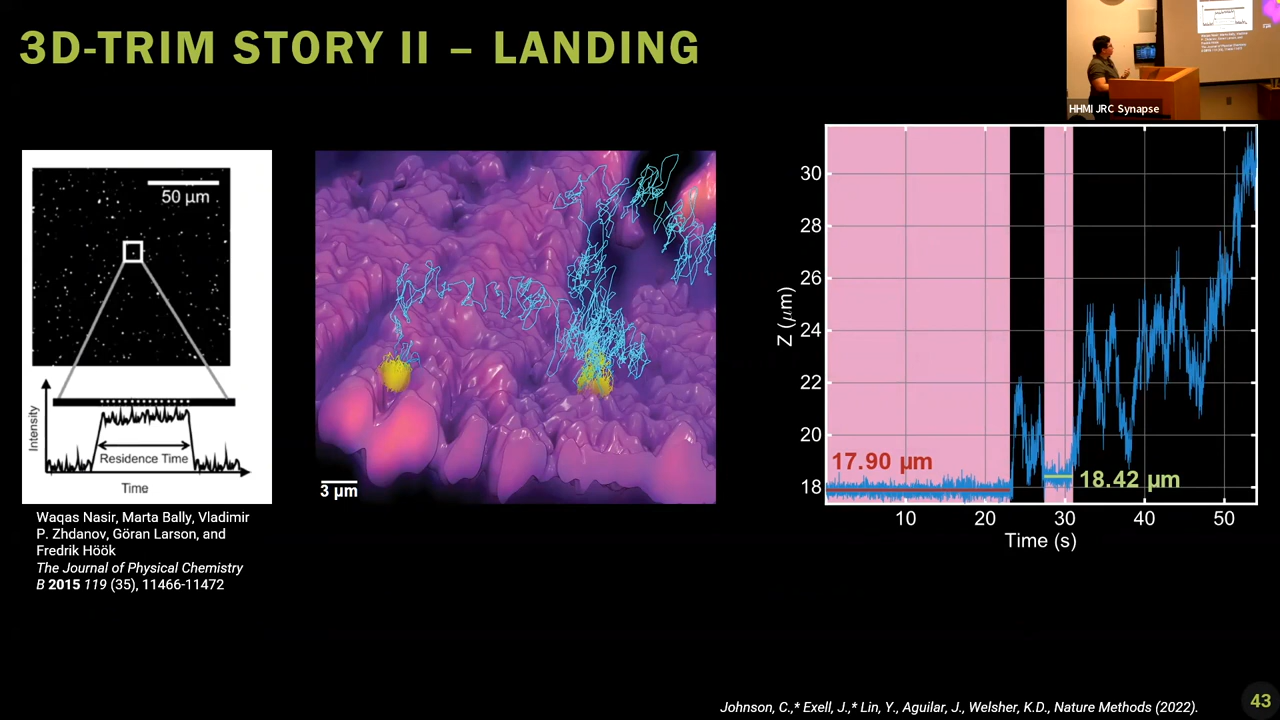 3D-TRIM STORY II – LANDING
HHMI JRC Synapse
50 μm
Intensity
Residence Time
Time
Waqas Nasir, Marta Bally, Vladimir
P. Zhdanov, Göran Larson, and
Fredrik Höök
The Journal of Physical Chemistry
B 2015 119 (35), 11466-11472
3 μm
Z (μm)
30
28
26
24
22
20
18
17.90 μm
18.42 μm
10 20 30 40 50
Time (s)
Johnson, C.,* Exell, J.,* Lin, Y., Aguilar, J., Welsher, K.D., Nature Methods (2022).
43